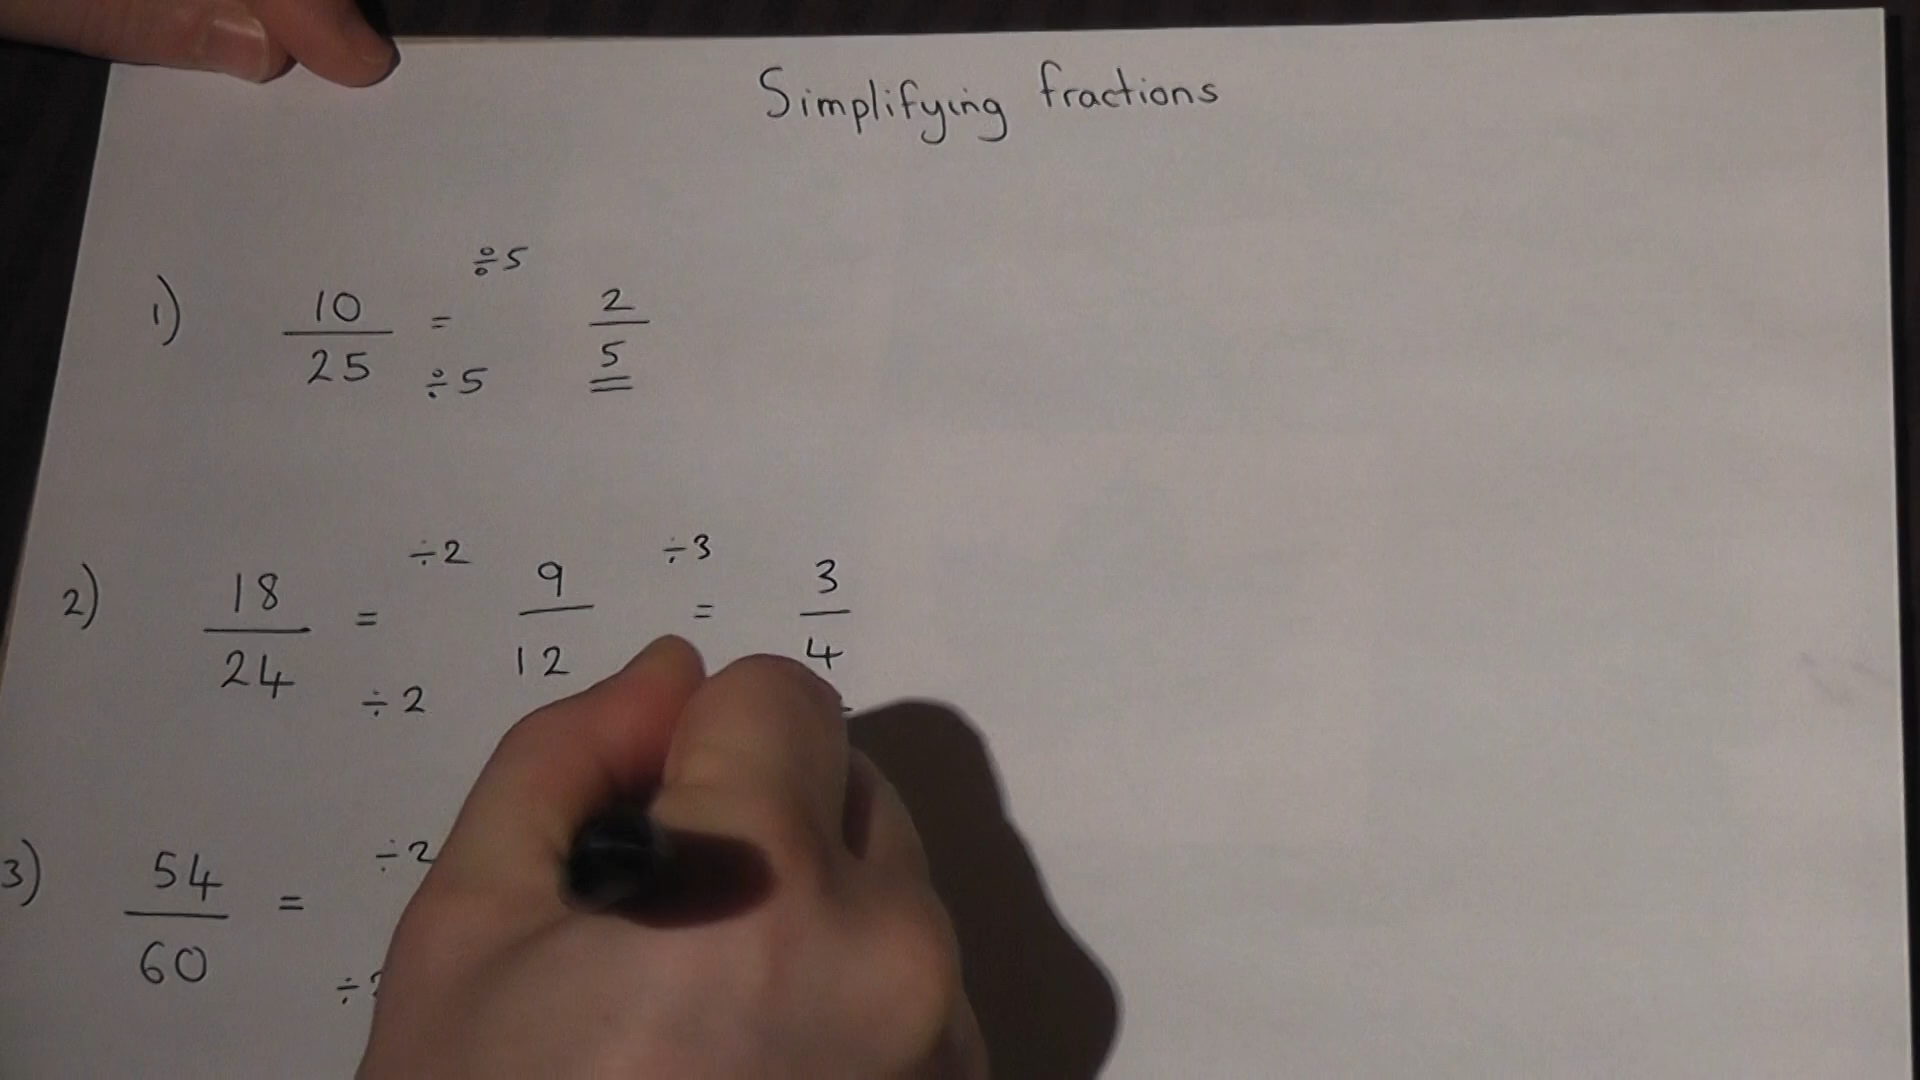 Simplifying fractions
÷5
1) 10/25 = 2/5
÷5
÷2 ÷3
2) 18/24 = 9/12 = 3/4
÷2
÷2
3) 54/60 =
÷